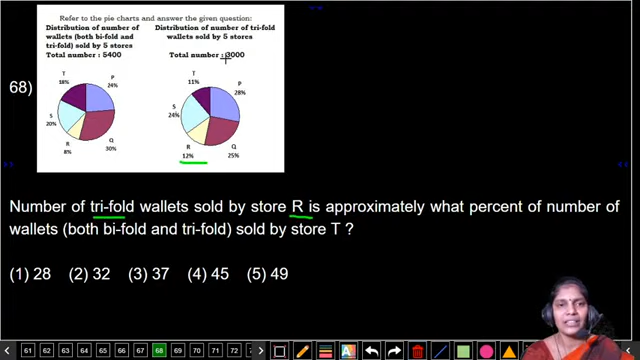 Refer to the pie charts and answer the given question:
Distribution of number of
wallets (both bi-fold and
tri-fold) sold by 5 stores
Total number : 5400
Distribution of number of tri-fold
wallets sold by 5 stores
Total number : 3000
68)
T
18%
P
24%
S
20%
R
8%
Q
30%
T
11%
P
28%
S
24%
R
12%
Q
25%
Number of tri-fold wallets sold by store R is approximately what percent of number of
wallets (both bi-fold and tri-fold) sold by store T ?
(1) 28 (2) 32 (3) 37 (4) 45 (5) 49
61 62 63 64 65 66 67 68 69 70 7